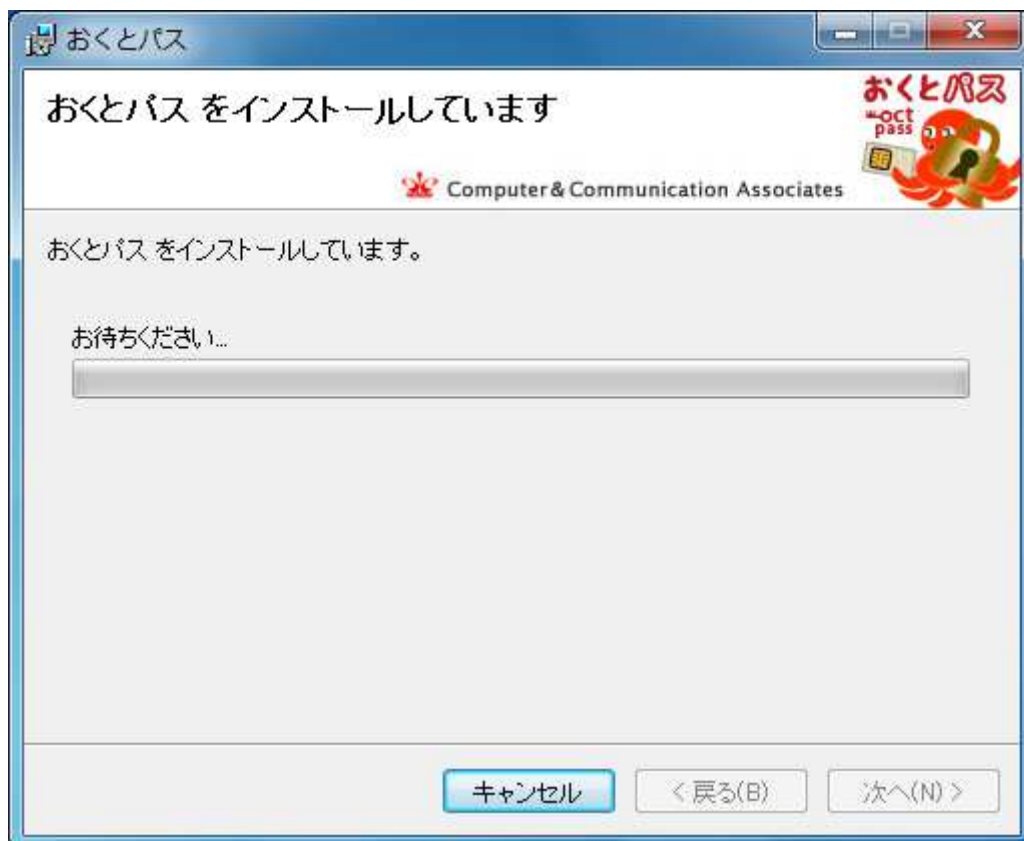 おくとパス
おくとパス をインストールしています
おくとパス
the oct
pass
Computer & Communication Associates
おくとパス をインストールしています。
お待ちください...
キャンセル
< 戻る(B)
次へ(N) >